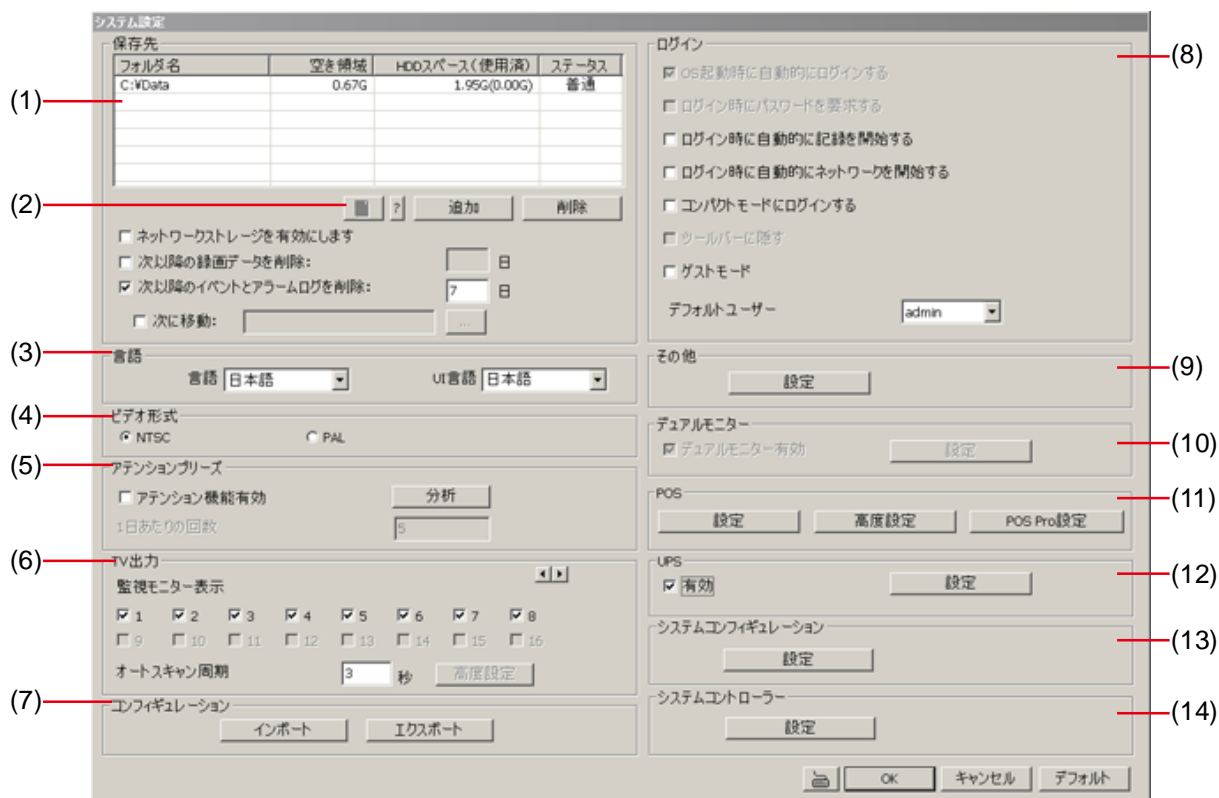 システム設定
保存先
フォルダ名 空き領域 HDDスペース(使用済) ステータス
(1)
C:¥Data 0.67G 1.95G(0.00G) 普通
(2)
? 追加 削除
ネットワークストレージを有効にします
次以降の録画データを削除: 日
次以降のイベントとアラームログを削除: 7 日
次に移動: ...
(3)
言語
言語 日本語 UI言語 日本語
(4)
ビデオ形式
NTSC PAL
(5)
アテンションプリーズ
アテンション機能有効 分析
1日あたりの回数 5
(6)
TV出力
監視モニター表示
1 2 3 4 5 6 7 8
9 10 11 12 13 14 15 16
オートスキャン周期 3 秒 高度設定
(7)
コンフィギュレーション
インポート エクスポート
ログイン
(8)
OS起動時に自動的にログインする
ログイン時にパスワードを要求する
ログイン時に自動的に記録を開始する
ログイン時に自動的にネットワークを開始する
コンパクトモードにログインする
ツールバーに隠す
ゲストモード
デフォルトユーザー admin
その他
(9)
設定
デュアルモニター
(10)
デュアルモニター有効 設定
POS
(11)
設定 高度設定 POS Pro設定
UPS
(12)
有効 設定
システムコンフィギュレーション
(13)
設定
システムコントローラー
(14)
設定
OK キャンセル デフォルト